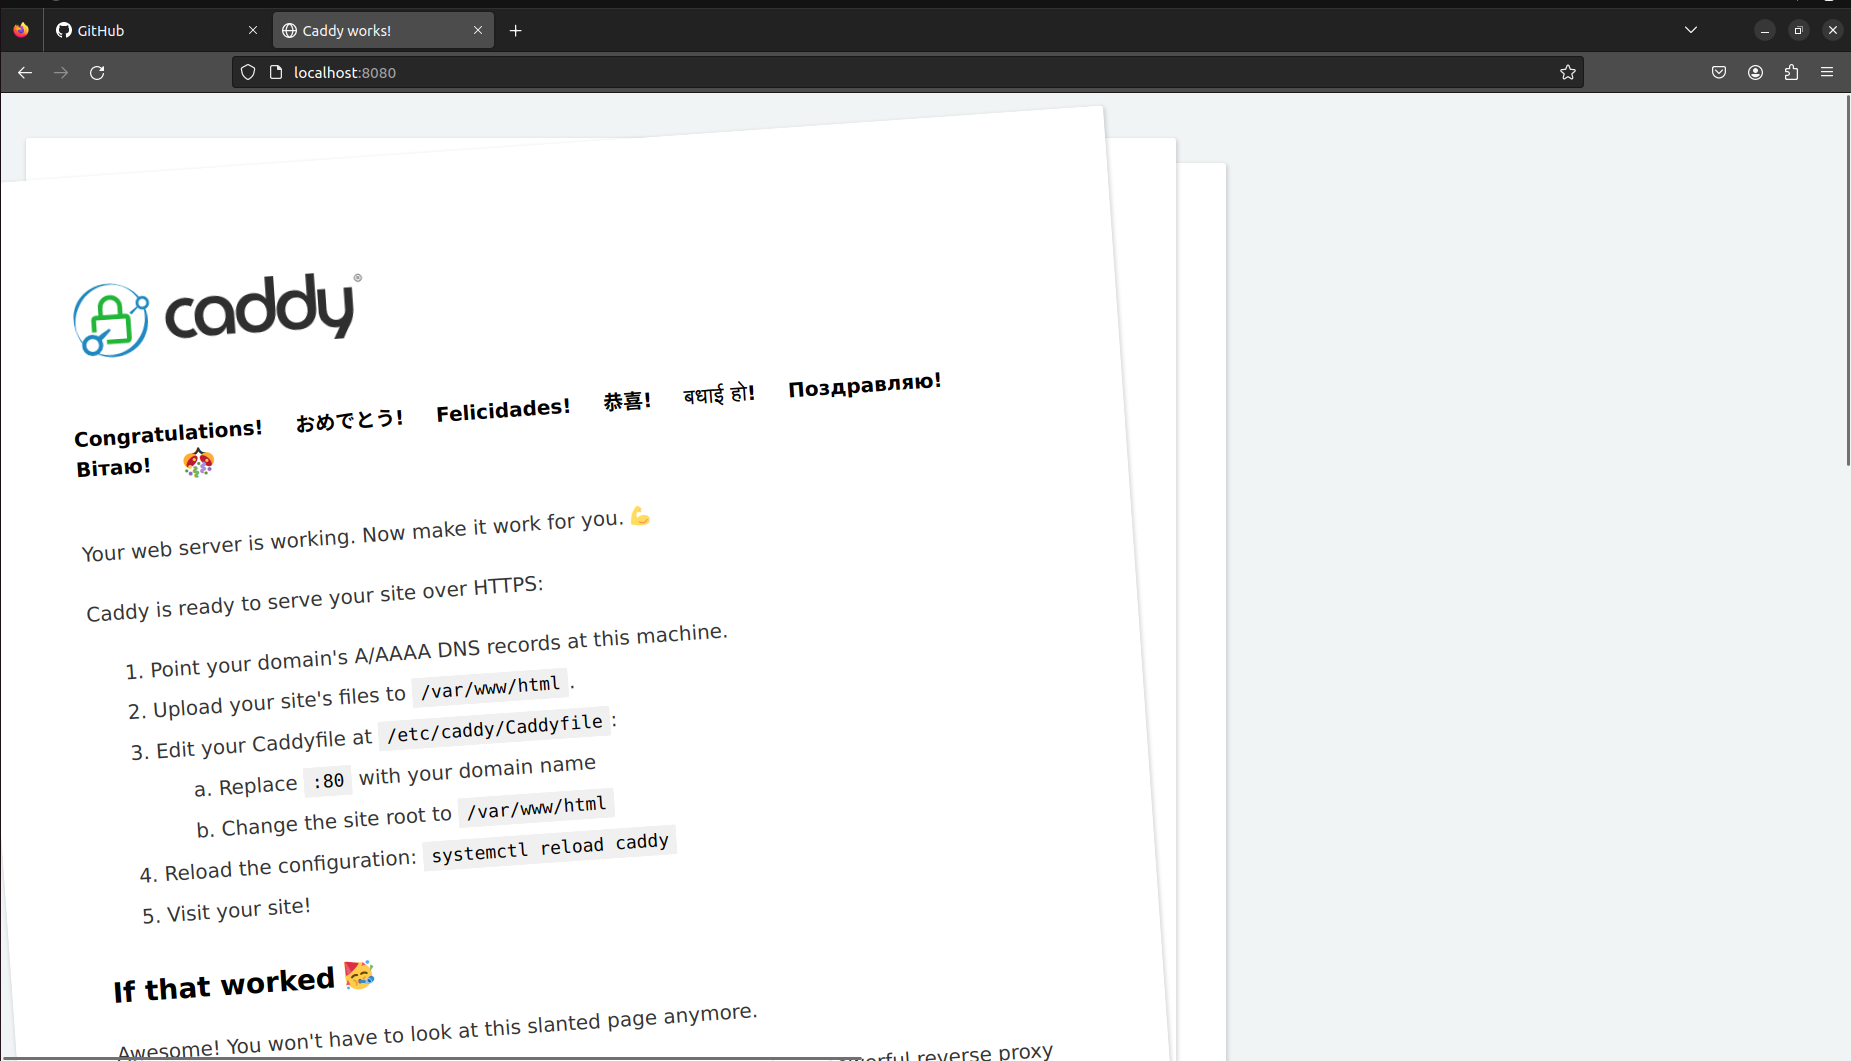 GitHub
Caddy works!
localhost:8080
caddy®
Congratulations! おめでとう! Felicidades! 恭喜! बधाई हो! Поздравляю!
Вітаю! 🎊
Your web server is working. Now make it work for you. 💪
Caddy is ready to serve your site over HTTPS:
1. Point your domain's A/AAAA DNS records at this machine.
2. Upload your site's files to /var/www/html.
3. Edit your Caddyfile at /etc/caddy/Caddyfile:
a. Replace :80 with your domain name
b. Change the site root to /var/www/html
4. Reload the configuration: systemctl reload caddy
5. Visit your site!
If that worked 🥳
Awesome! You won't have to look at this slanted page anymore.
reverse proxy